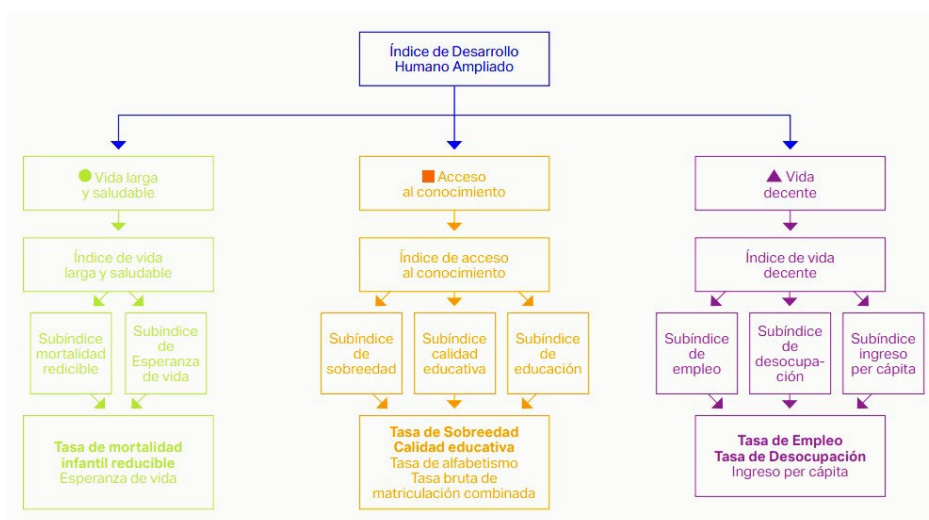 Índice de Desarrollo
Humano Ampliado
Vida larga
y saludable
Acceso
al conocimiento
Vida
decente
Índice de vida
larga y saludable
Índice de acceso
al conocimiento
Índice de vida
decente
Subíndice
mortalidad
redicible
Subíndice
de
Esperanza
de vida
Subíndice
de
sobreedad
Subíndice
calidad
educativa
Subíndice
de
educación
Subíndice
de
empleo
Subíndice
de
desocupa-
ción
Subíndice
ingreso
per cápita
Tasa de mortalidad
infantil reducible
Esperanza de vida
Tasa de Sobreedad
Calidad educativa
Tasa de alfabetismo
Tasa bruta de
matriculación combinada
Tasa de Empleo
Tasa de Desocupación
Ingreso per cápita